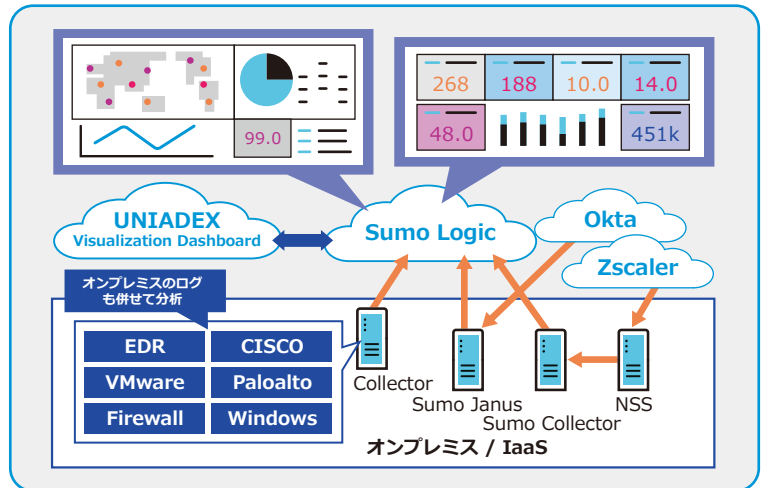 268
188
10.0
14.0
99.0
48.0
451k
UNIADEX
Visualization Dashboard
Sumo Logic
Okta
Zscaler
オンプレミスのログ
も併せて分析
EDR
CISCO
VMware
Paloalto
Firewall
Windows
Collector
Sumo Janus
Sumo Collector
NSS
オンプレミス / IaaS